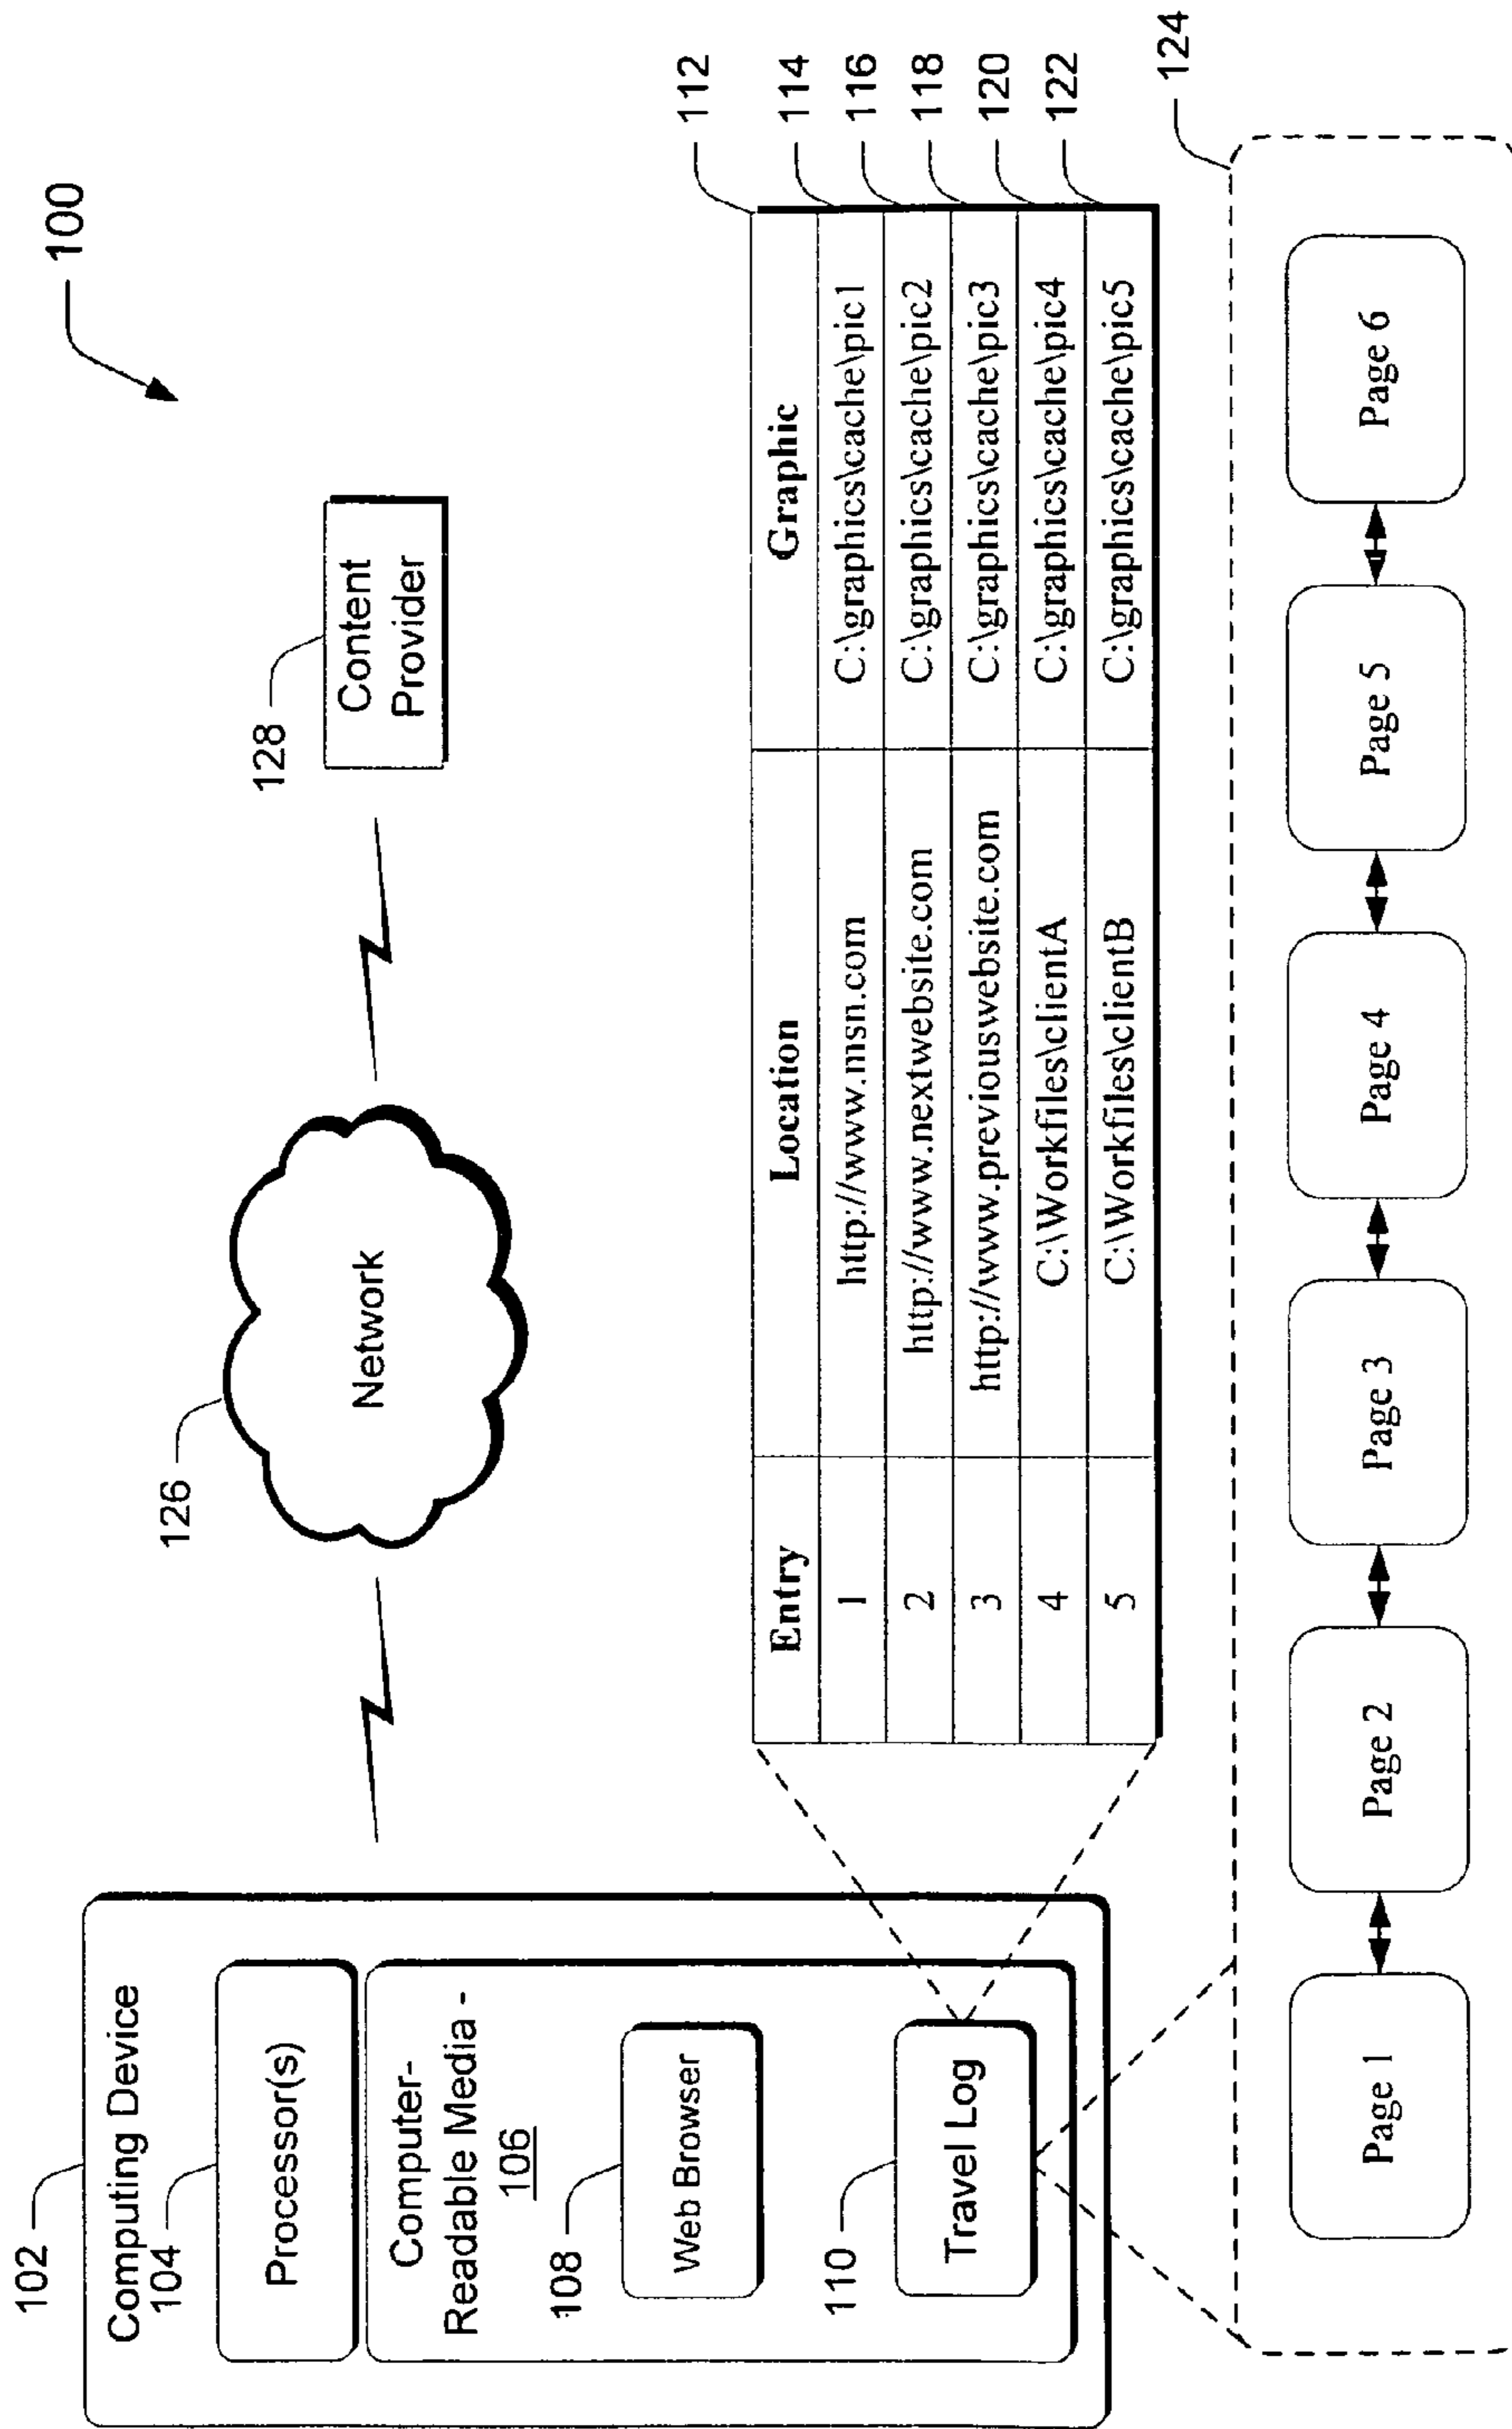 100
102
Computing Device
104
Processor(s)
Computer-
Readable Media -
106
108
Web Browser
110
Travel Log
126
Network
128
Content
Provider
112
Entry Location Graphic
114
1 http://www.msn.com C:\graphics\cache\pic1
116
2 http://www.nextwebsite.com C:\graphics\cache\pic2
118
3 http://www.previouswebsite.com C:\graphics\cache\pic3
120
4 C:\Workfiles\clientA C:\graphics\cache\pic4
122
5 C:\Workfiles\clientB C:\graphics\cache\pic5
124
Page 1
Page 2
Page 3
Page 4
Page 5
Page 6